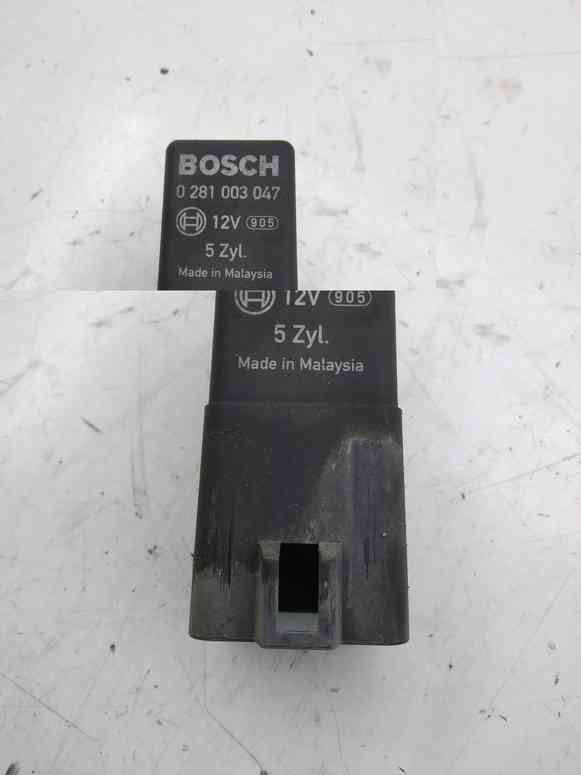 BOSCH
0 281 003 047
12V 905
5 Zyl.
Made in Malaysia
12V 905
5 Zyl.
Made in Malaysia